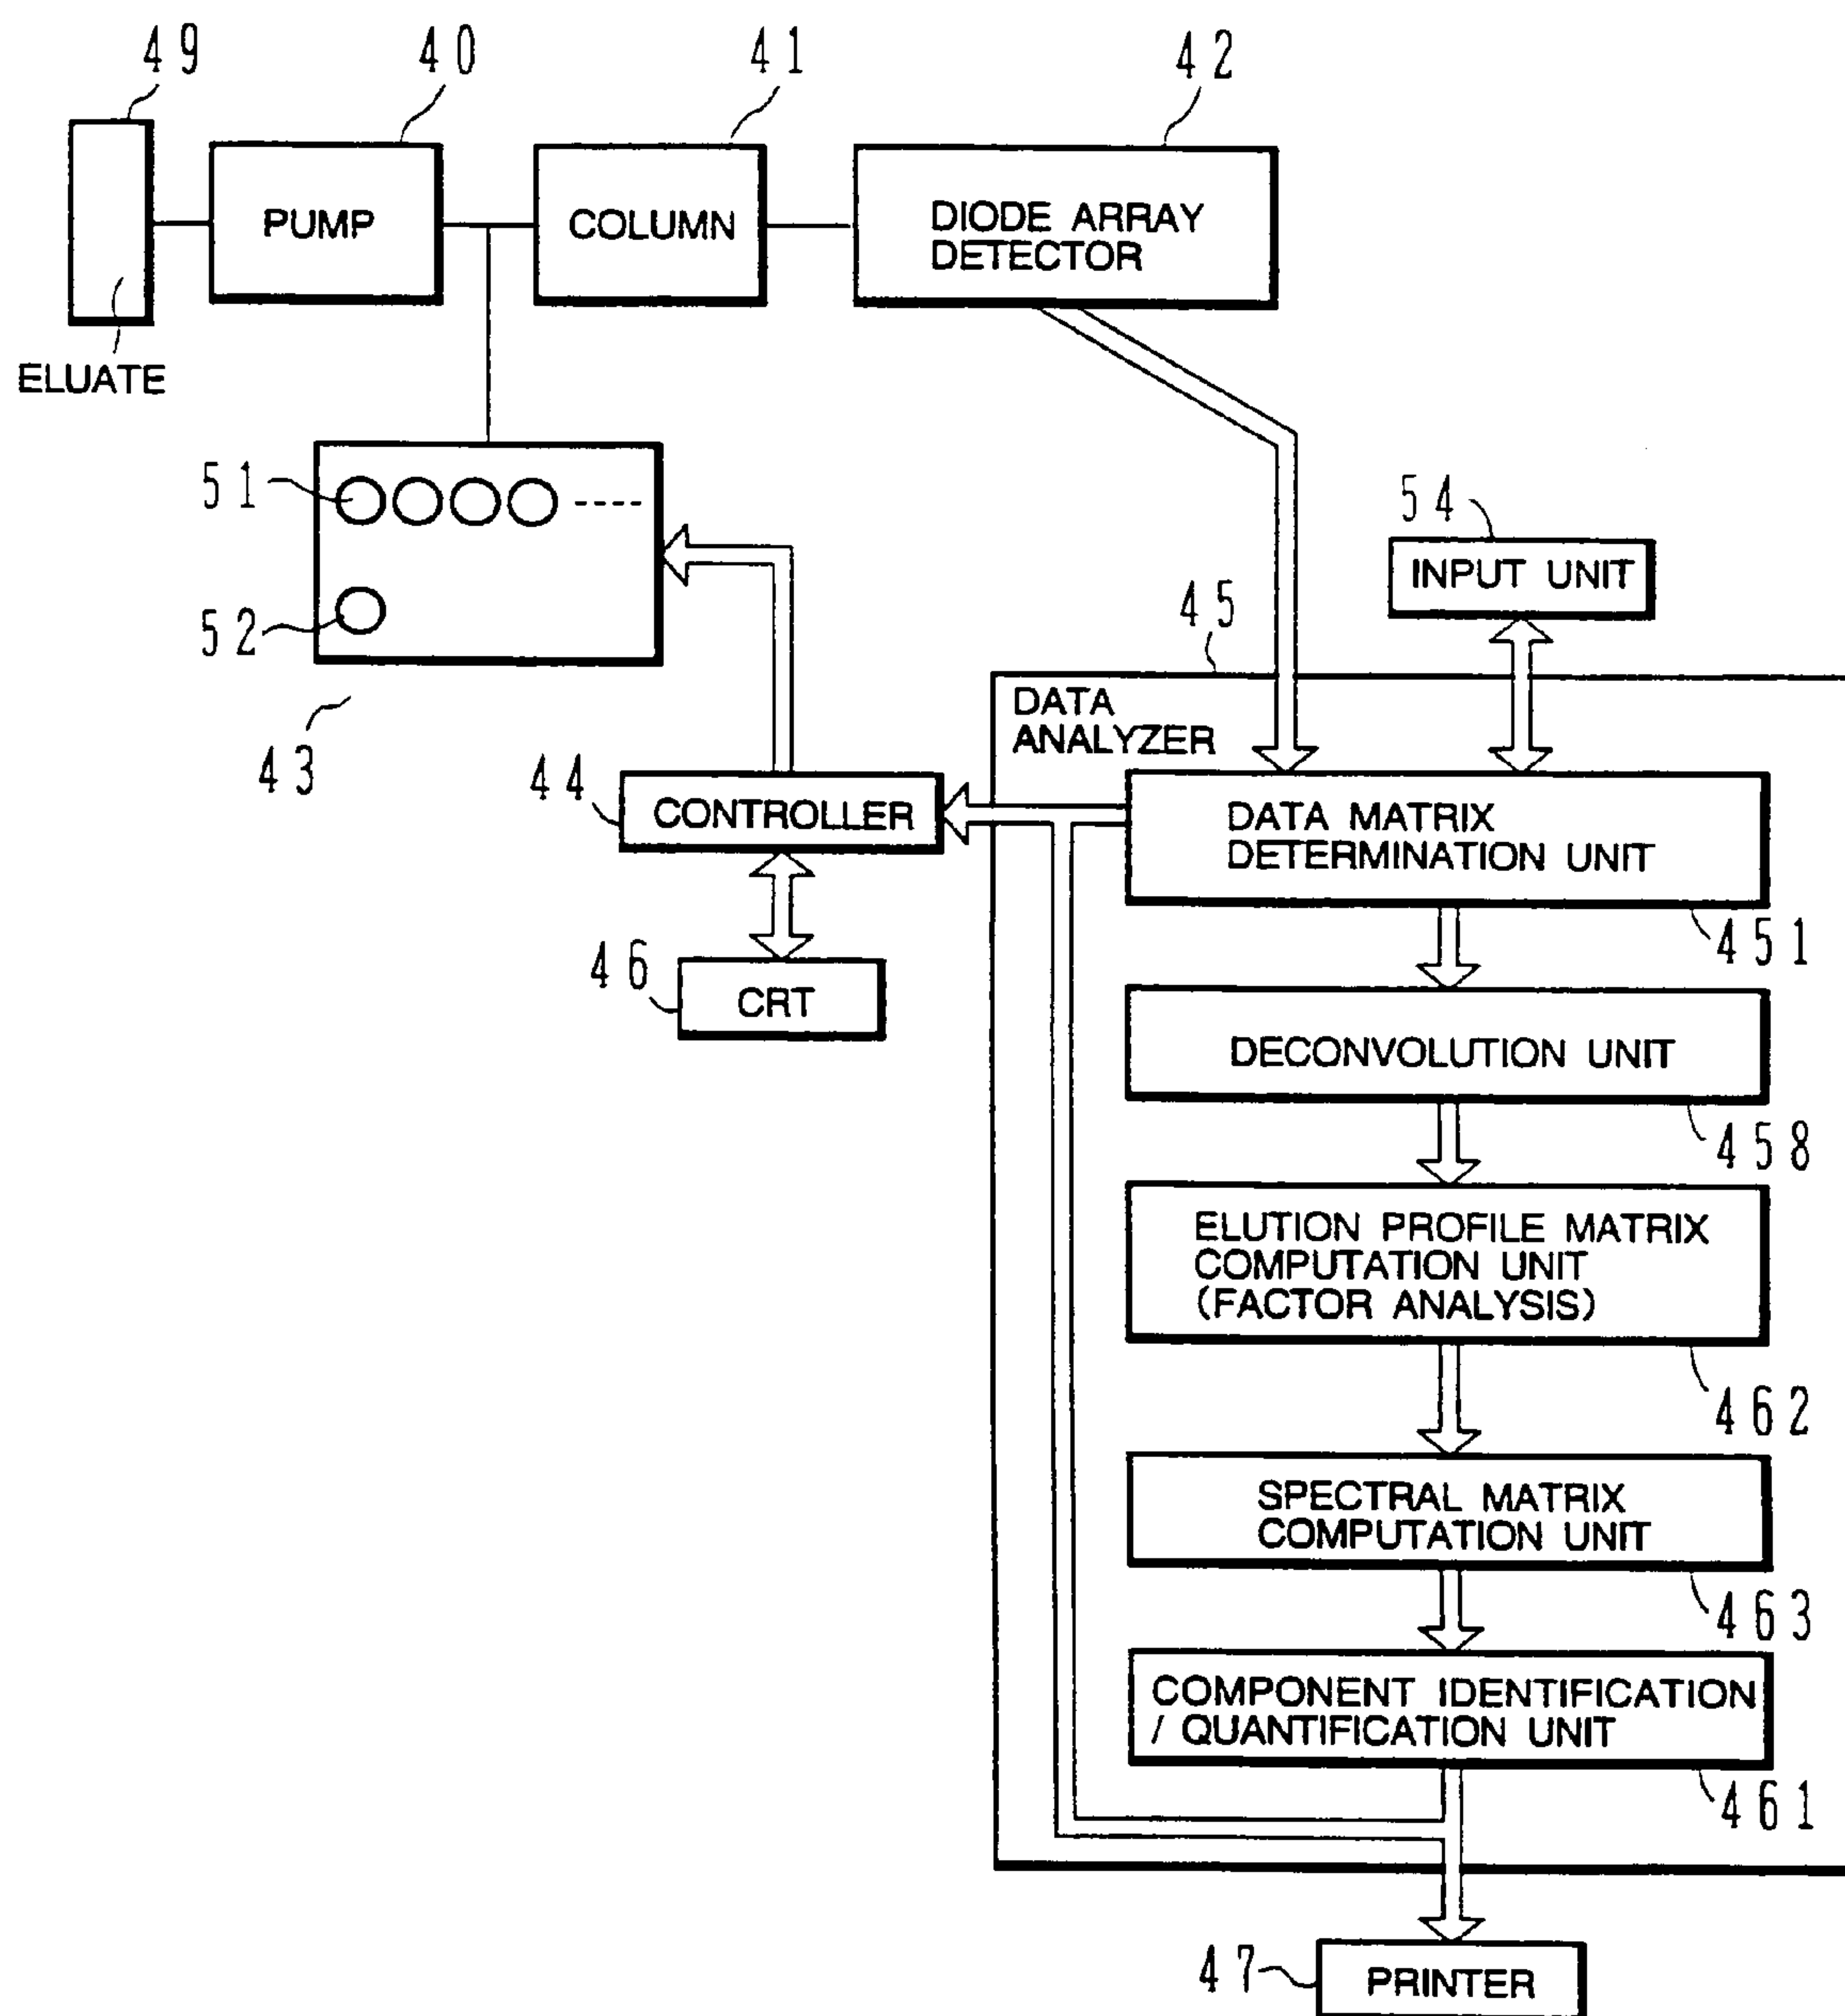 49
40
41
42
PUMP
COLUMN
DIODE ARRAY
DETECTOR
ELUATE
51
52
43
54
INPUT UNIT
45
DATA
ANALYZER
44
CONTROLLER
DATA MATRIX
DETERMINATION UNIT
451
46
CRT
DECONVOLUTION UNIT
458
ELUTION PROFILE MATRIX
COMPUTATION UNIT
(FACTOR ANALYSIS)
462
SPECTRAL MATRIX
COMPUTATION UNIT
463
COMPONENT IDENTIFICATION
/ QUANTIFICATION UNIT
461
47
PRINTER